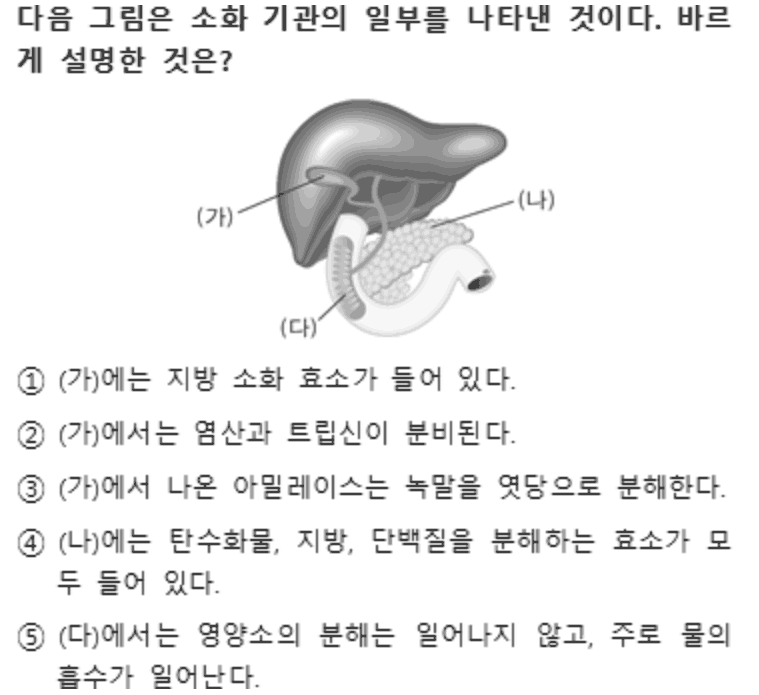 다음 그림은 소화 기관의 일부를 나타낸 것이다. 바르
게 설명한 것은?
(가)
(나)
(다)
① (가)에는 지방 소화 효소가 들어 있다.
② (가)에서는 염산과 트립신이 분비된다.
③ (가)에서 나온 아밀레이스는 녹말을 엿당으로 분해한다.
④ (나)에는 탄수화물, 지방, 단백질을 분해하는 효소가 모
두 들어 있다.
⑤ (다)에서는 영양소의 분해는 일어나지 않고, 주로 물의
흡수가 일어난다.